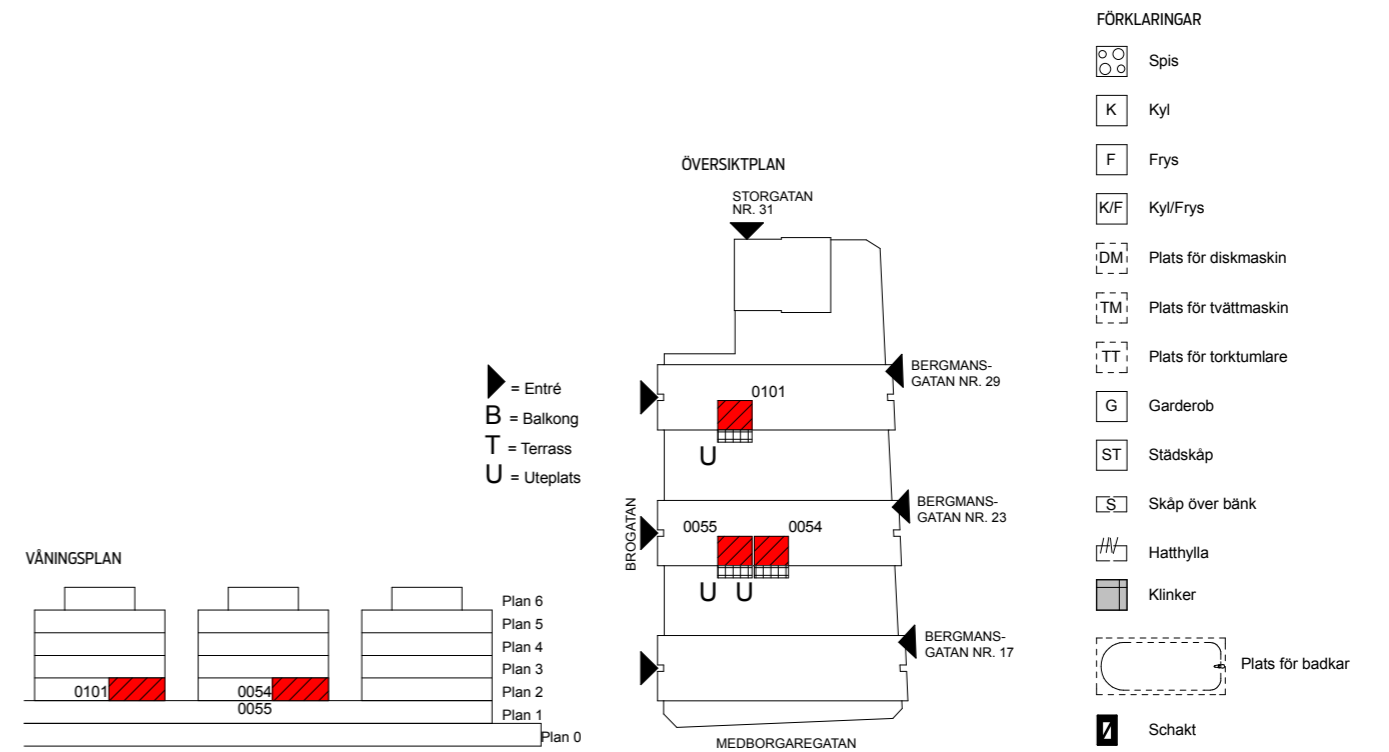 FÖRKLARINGAR
Spis
K Kyl
F Frys
K/F Kyl/Frys
DM Plats för diskmaskin
TM Plats för tvättmaskin
TT Plats för torktumlare
G Garderob
ST Städskåp
S Skåp över bänk
Hatthylla
Klinker
Plats för badkar
Schakt
ÖVERSIKTPLAN
STORGATAN
NR. 31
= Entré
B = Balkong
T = Terrass
U = Uteplats
BERGMANS-
GATAN NR. 29
0101
U
BROGATAN
BERGMANS-
GATAN NR. 23
0055 0054
U U
BERGMANS-
GATAN NR. 17
MEDBORGAREGATAN
VÅNINGSPLAN
Plan 6
Plan 5
Plan 4
Plan 3
0101 0054 Plan 2
0055 Plan 1
Plan 0